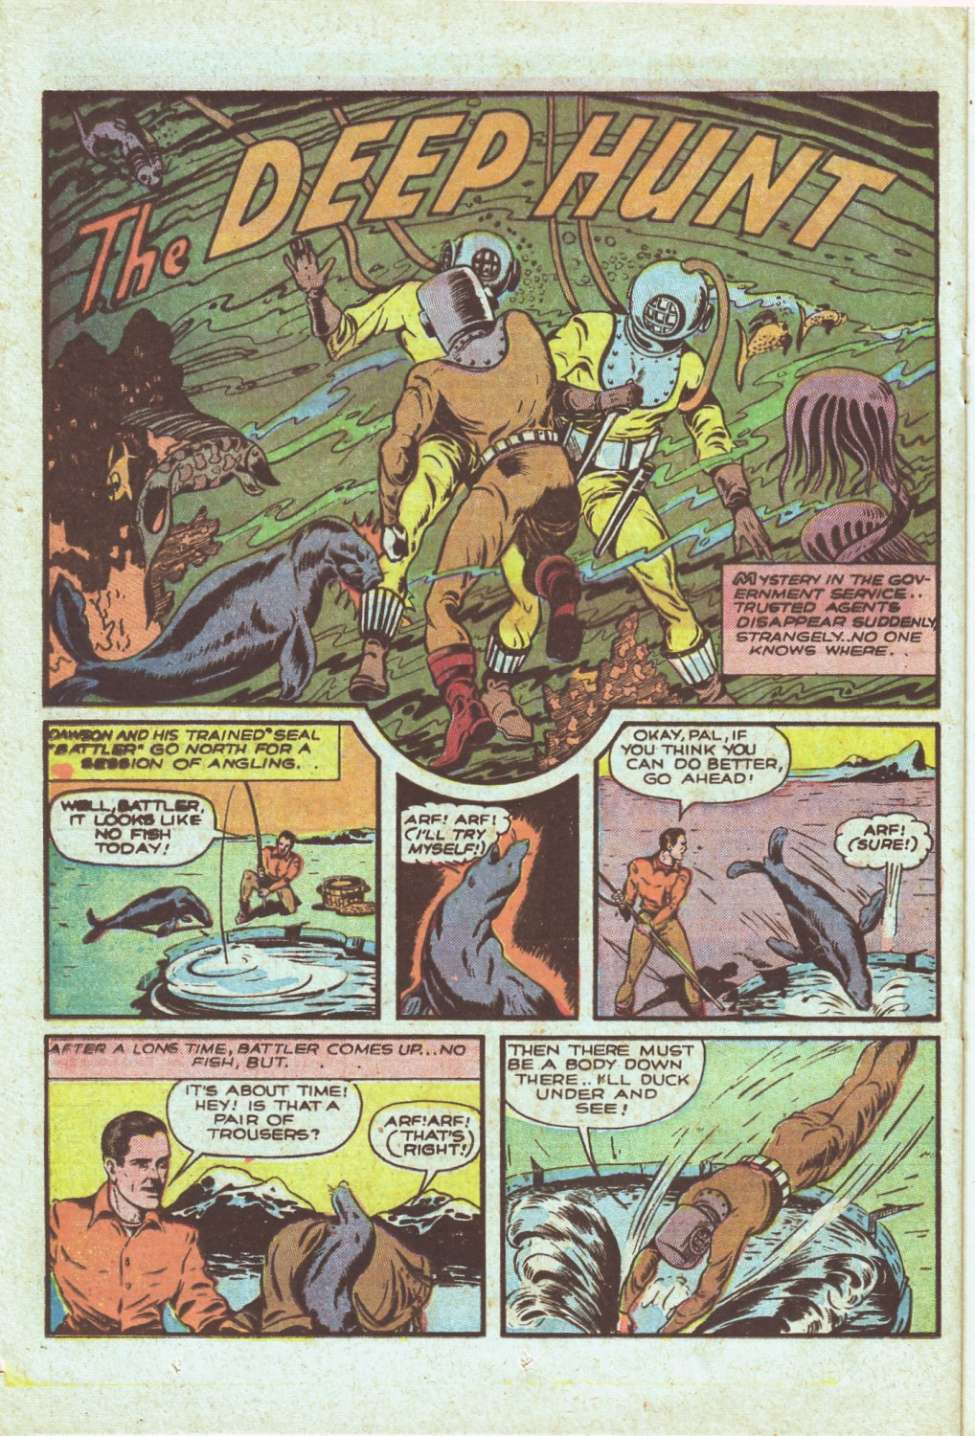 The DEEP HUNT
MYSTERY IN THE GOV-
ERNMENT SERVICE..
TRUSTED AGENTS
DISAPPEAR SUDDENLY,
STRANGELY..NO ONE
KNOWS WHERE..
DAWSON AND HIS TRAINED SEAL
"BATTLER" GO NORTH FOR A
SESSION OF ANGLING..
WELL, BATTLER,
IT LOOKS LIKE
NO FISH
TODAY!
ARF! ARF!
(I'LL TRY
MYSELF!)
OKAY, PAL, IF
YOU THINK YOU
CAN DO BETTER,
GO AHEAD!
ARF!
(SURE!)
AFTER A LONG TIME, BATTLER COMES UP...NO
FISH, BUT.
IT'S ABOUT TIME!
HEY! IS THAT A
PAIR OF
TROUSERS?
ARF!ARF!
(THAT'S
RIGHT!)
THEN THERE MUST
BE A BODY DOWN
THERE..I'LL DUCK
UNDER AND
SEE!